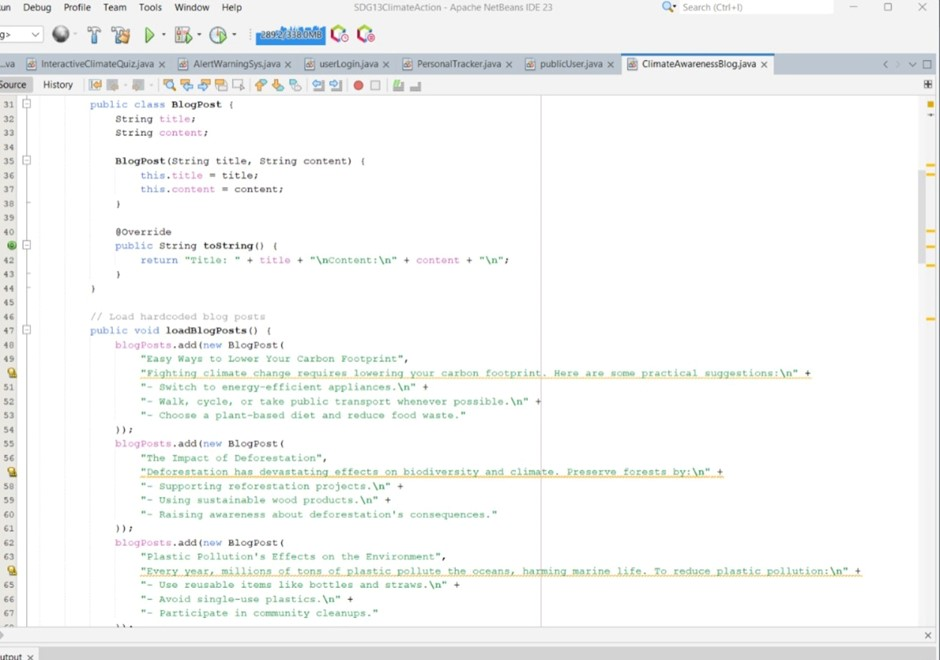 un Debug Profile Team Tools Window Help SDG13ClimateAction - Apache NetBeans IDE 23 Search (Ctrl+I)
g> 289.2/338.0MB
...va InteractiveClimateQuiz.java × AlertWarningSys.java × userLogin.java × PersonalTracker.java × publicUser.java × ClimateAwarenessBlog.java ×
Source History
31 public class BlogPost {
32 String title;
33 String content;
34
35 BlogPost(String title, String content) {
36 this.title = title;
37 this.content = content;
38 }
39
40 @Override
public String toString() {
42 return "Title: " + title + "\nContent:\n" + content + "\n";
43 }
44 }
45
46 // Load hardcoded blog posts
47 public void loadBlogPosts() {
48 blogPosts.add(new BlogPost(
49 "Easy Ways to Lower Your Carbon Footprint",
"Fighting climate change requires lowering your carbon footprint. Here are some practical suggestions:\n" +
51 "- Switch to energy-efficient appliances.\n" +
52 "- Walk, cycle, or take public transport whenever possible.\n" +
53 "- Choose a plant-based diet and reduce food waste."
54 ));
55 blogPosts.add(new BlogPost(
56 "The Impact of Deforestation",
"Deforestation has devastating effects on biodiversity and climate. Preserve forests by:\n" +
58 "- Supporting reforestation projects.\n" +
59 "- Using sustainable wood products.\n" +
60 "- Raising awareness about deforestation's consequences."
61 ));
62 blogPosts.add(new BlogPost(
63 "Plastic Pollution's Effects on the Environment",
"Every year, millions of tons of plastic pollute the oceans, harming marine life. To reduce plastic pollution:\n" +
65 "- Use reusable items like bottles and straws.\n" +
66 "- Avoid single-use plastics.\n" +
67 "- Participate in community cleanups."
utput ×